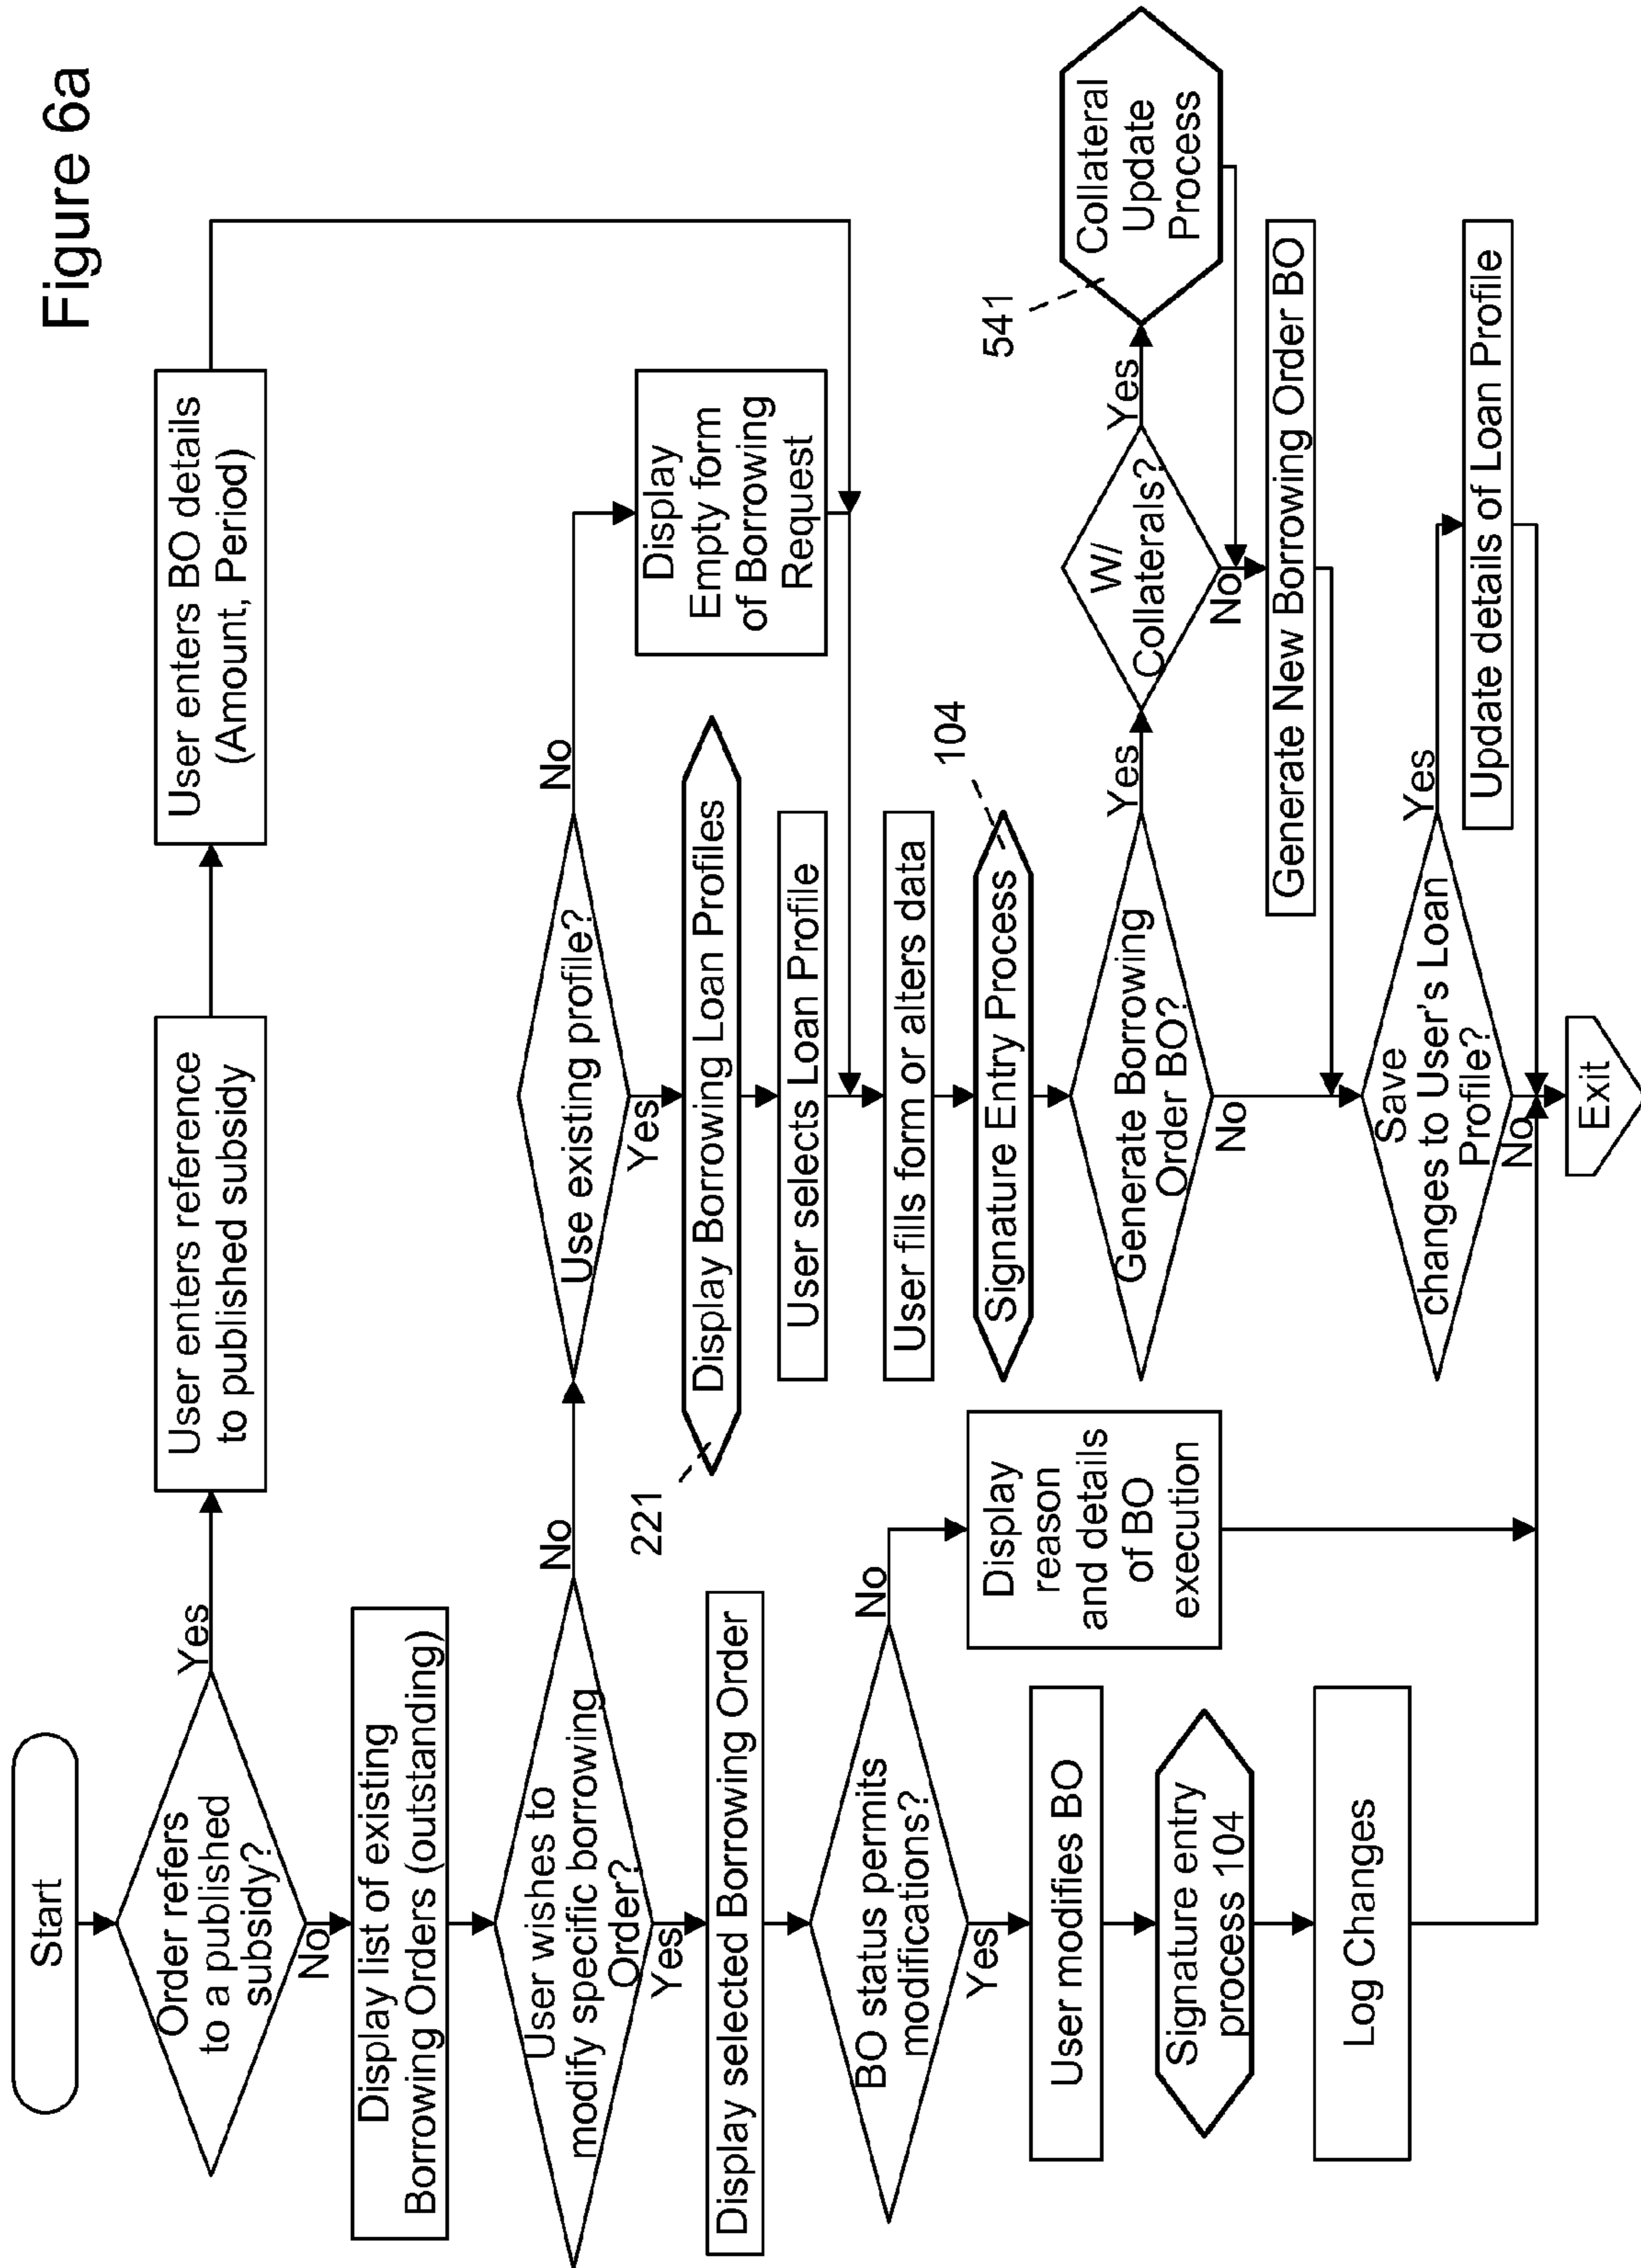 Figure 6a
Start
Order refers
to a published
subsidy?
Yes
No
User enters reference
to published subsidy
User enters BO details
(Amount, Period)
Display list of existing
Borrowing Orders (outstanding)
User wishes to
modify specific borrowing
Order?
No
Yes
Use existing profile?
No
Yes
Display
Empty form
of Borrowing
Request
221
Display Borrowing Loan Profiles
User selects Loan Profile
User fills form or alters data
104
Signature Entry Process
Generate Borrowing
Order BO?
Yes
No
W/
Collaterals?
Yes
No
541
Collateral
Update
Process
Generate New Borrowing Order BO
Save
changes to User's Loan
Profile?
Yes
No
Update details of Loan Profile
Display selected Borrowing Order
BO status permits
modifications?
No
Yes
Display
reason
and details
of BO
execution
User modifies BO
Signature entry
process 104
Log Changes
Exit